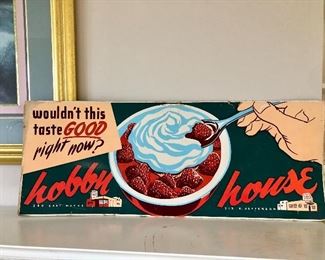 wouldn't this
taste GOOD
right now?
hobby house